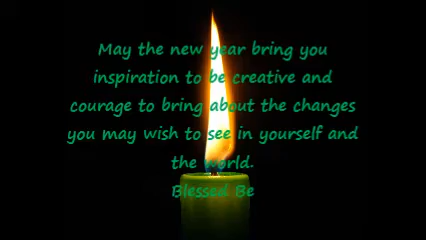 May the new year bring you
inspiration to be creative and
courage to bring about the changes
you may wish to see in yourself and
the world.
Blessed Be